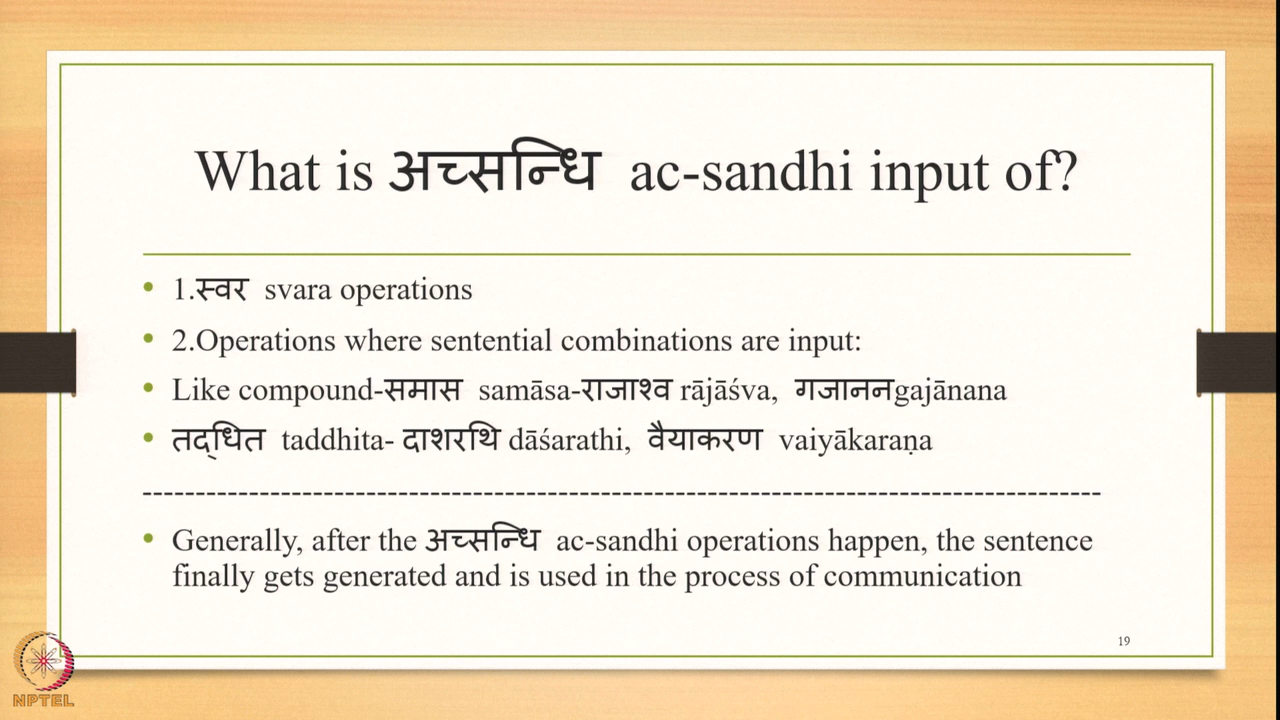 What is अच्सन्धि ac-sandhi input of?
• 1.स्वर svara operations
• 2.Operations where sentential combinations are input:
• Like compound-समास samāsa-राजाश्व rājāśva, गजाननgajānana
• तद्धित taddhita- दाशरथि dāśarathi, वैयाकरण vaiyākaraṇa
------------------------------------------------------------------------------------------
• Generally, after the अच्सन्धि ac-sandhi operations happen, the sentence
finally gets generated and is used in the process of communication
19
NPTEL